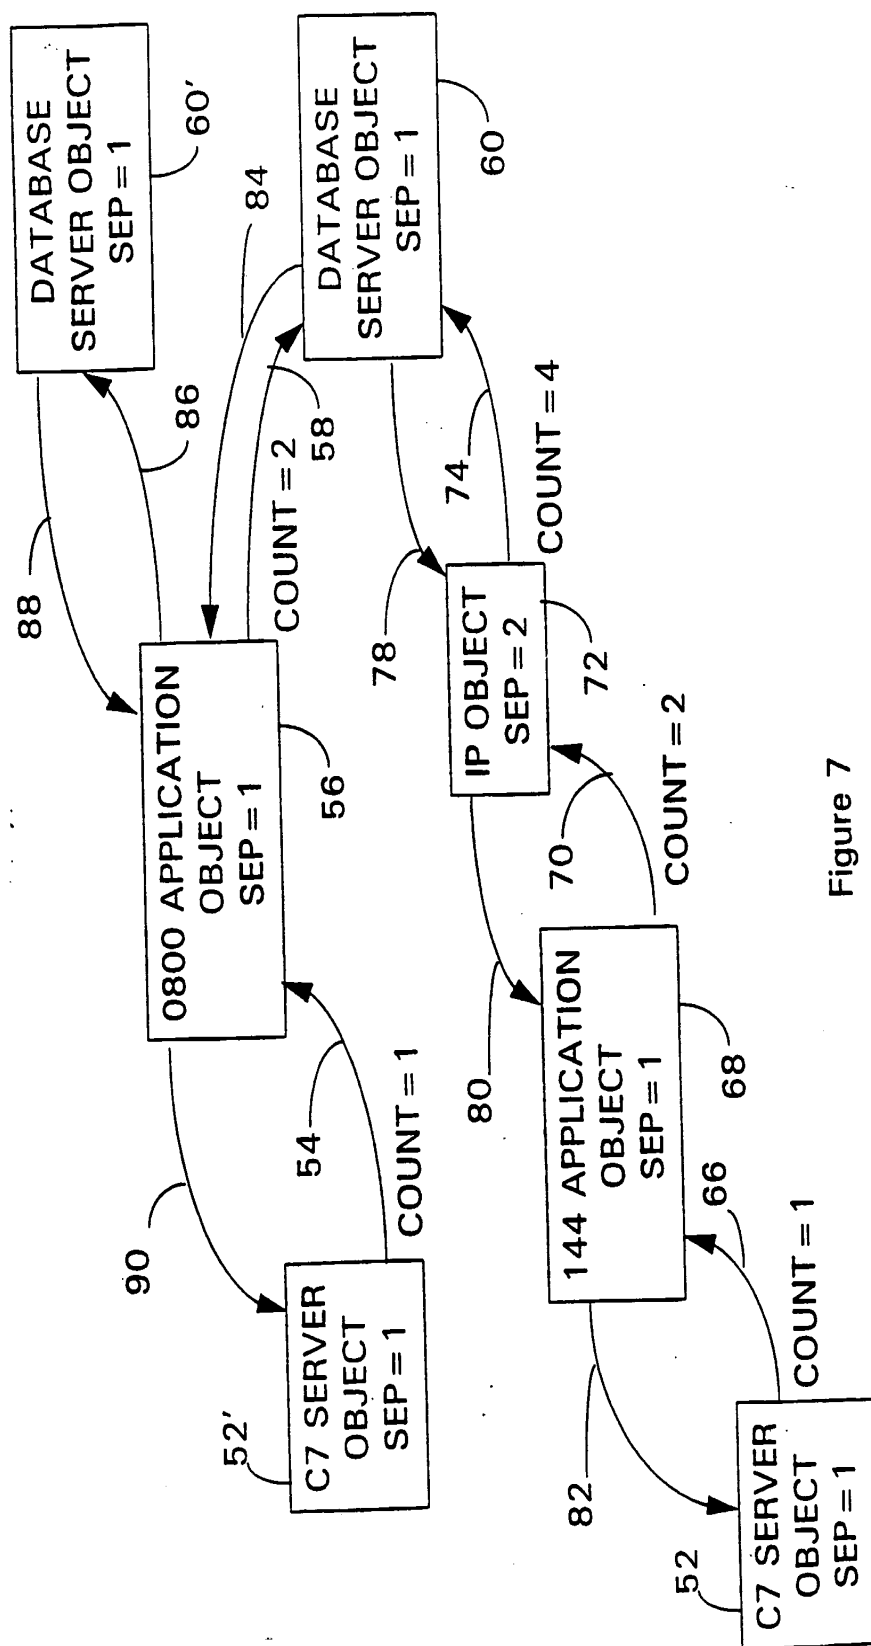 C7 SERVER
OBJECT
SEP=1
52'
90
54
COUNT=1
0800 APPLICATION
OBJECT
SEP=1
56
88
86
COUNT=2
58
84
DATABASE
SERVER OBJECT
SEP=1
60'
DATABASE
SERVER OBJECT
SEP=1
60
C7 SERVER
OBJECT
SEP=1
52
82
66
COUNT=1
144 APPLICATION
OBJECT
SEP=1
68
80
70
COUNT=2
IP OBJECT
SEP=2
72
78
74
COUNT=4
Figure 7